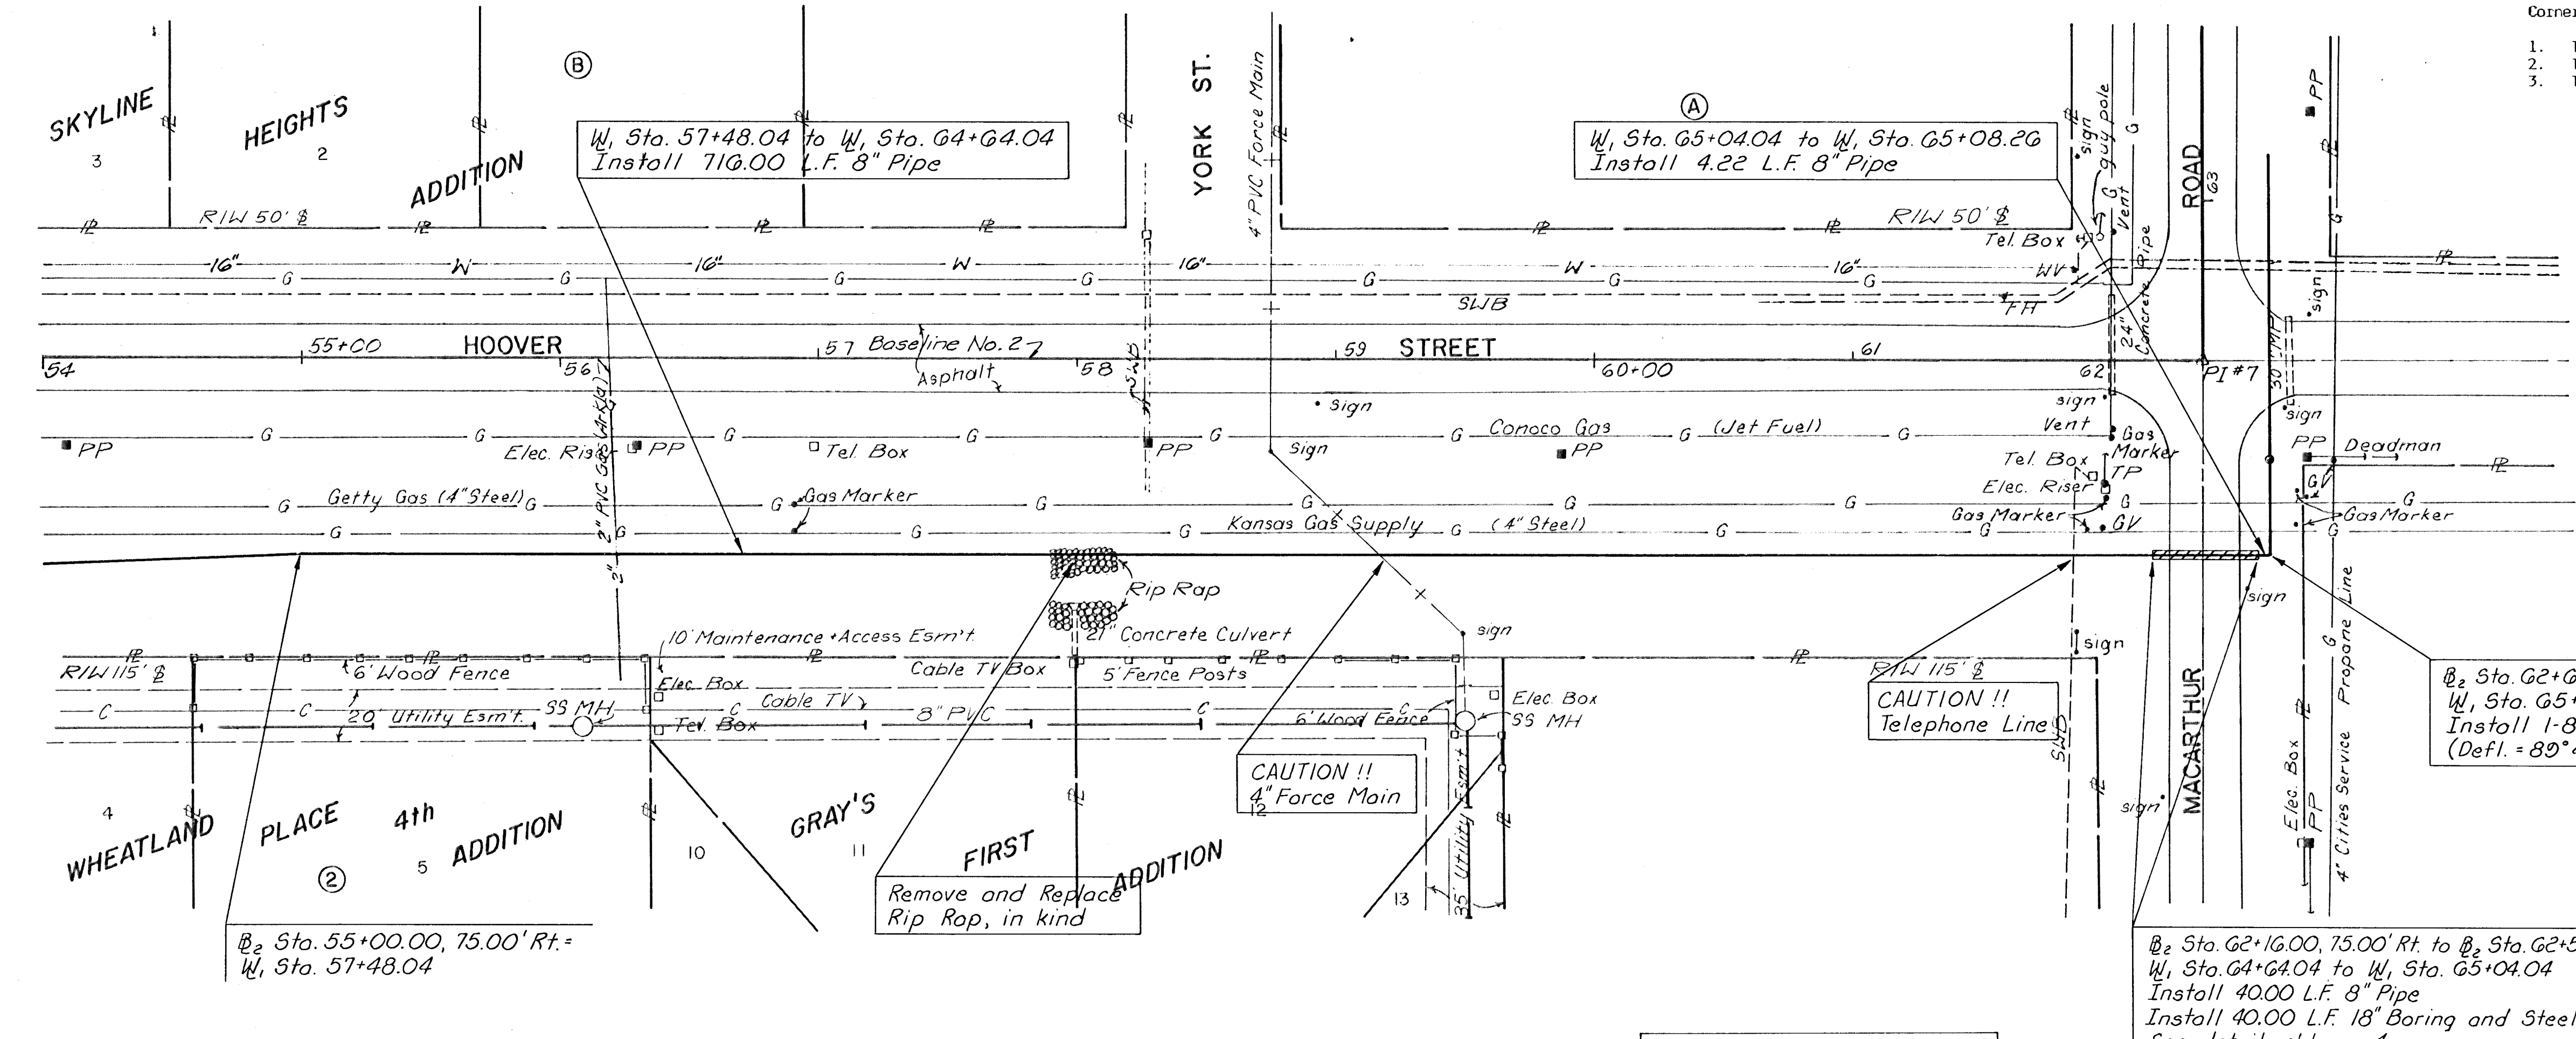 Corner
1.
2.
3.
1
B
SKYLINE
HEIGHTS
ADDITION
3
2
W, Sta. 57+48.04 to W, Sta. 64+64.04
Install 716.00 L.F. 8" Pipe
YORK ST.
4" PVC Force Main
A
W, Sta. 65+04.04 to W, Sta. 65+08.26
Install 4.22 L.F. 8" Pipe
sign
guy pole
G
G
Vent
ROAD
63
PP
R/W 50' ℄
R/W 50' ℄
Tel. Box
WV
16" W 16" W 16" W 16"
G G G G G G G
SWB
FH
24" Concrete Pipe
sign
HOOVER
STREET
55+00
57
Baseline No. 2
59
61
54
56
58
60+00
62
PI #7
Asphalt
SWB
2" PVC Gas (Arkla)
sign
sign
30" MP
sign
G G G G G G Conoco Gas G (Jet Fuel) G
Vent
Gas Marker
PP
Elec. Riser
PP
Tel. Box
PP
sign
PP
Tel. Box
TP
Elec. Riser
PP
Deadman
G Getty Gas (4" Steel) G G Gas Marker G G G G G G
Gas Marker
GV
GV
Gas Marker
G G G G Kansas Gas Supply G (4" Steel) G G G
2"
Rip Rap
sign
10' Maintenance + Access Esm't.
21" Concrete Culvert
sign
sign
R/W 115' ℄
6' Wood Fence
Cable TV Box
5' Fence Posts
R/W 115' ℄
Elec. Box
Elec. Box
C C C C C
Cable TV
20' Utility Esm't.
SS MH
8" PVC
6' Wood Fence
SS MH
Tel. Box
CAUTION !!
Telephone Line
SWB
MACARTHUR
4" Cities Service Propane Line
G
B2 Sta. 62+6
W, Sta. 65+
Install 1-8
(Defl. = 89°
CAUTION !!
4" Force Main
12
35' Utility Esm't
sign
Elec. Box
PP
4
WHEATLAND
PLACE
4th
ADDITION
2
5
10
GRAY'S
11
FIRST
ADDITION
13
Remove and Replace
Rip Rap, in kind
B2 Sta. 55+00.00, 75.00' Rt. =
W, Sta. 57+48.04
B2 Sta. 62+16.00, 75.00' Rt. to B2 Sta. 62+5
W, Sta. 64+64.04 to W, Sta. 65+04.04
Install 40.00 L.F. 8" Pipe
Install 40.00 L.F. 18" Boring and Steel